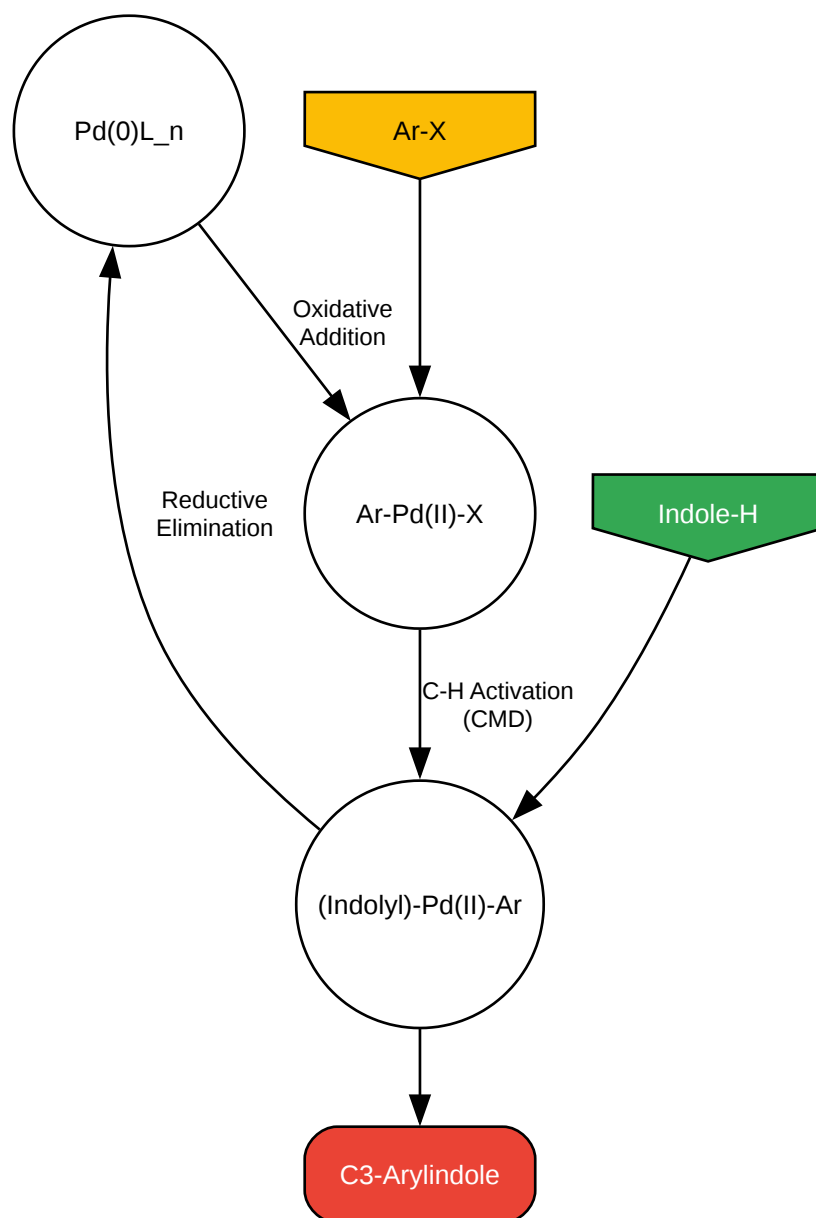 Pd(0)L_n
Ar-X
Oxidative
Addition
Ar-Pd(II)-X
Indole-H
Reductive
Elimination
C-H Activation
(CMD)
(Indolyl)-Pd(II)-Ar
C3-Arylindole